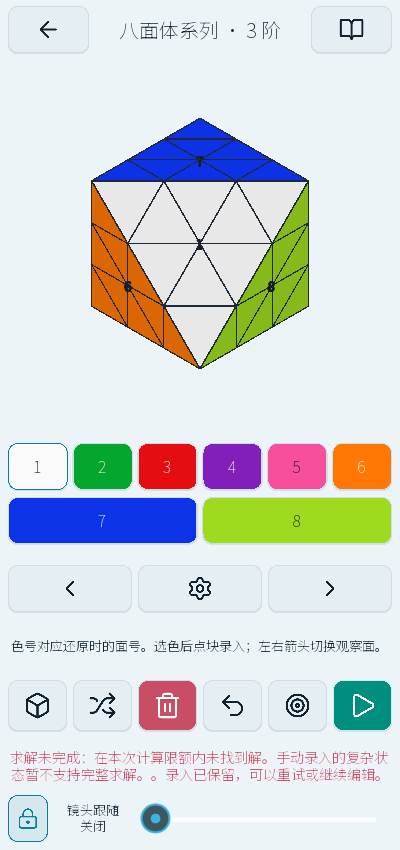 八面体系列 · 3 阶
7
1
6
8
1
2
3
4
5
6
7
8
色号对应还原时的面号。选色后点块录入；左右箭头切换观察面。
求解未完成：在本次计算限额内未找到解。手动录入的复杂状
态暂不支持完整求解。。录入已保留，可以重试或继续编辑。
镜头跟随
关闭